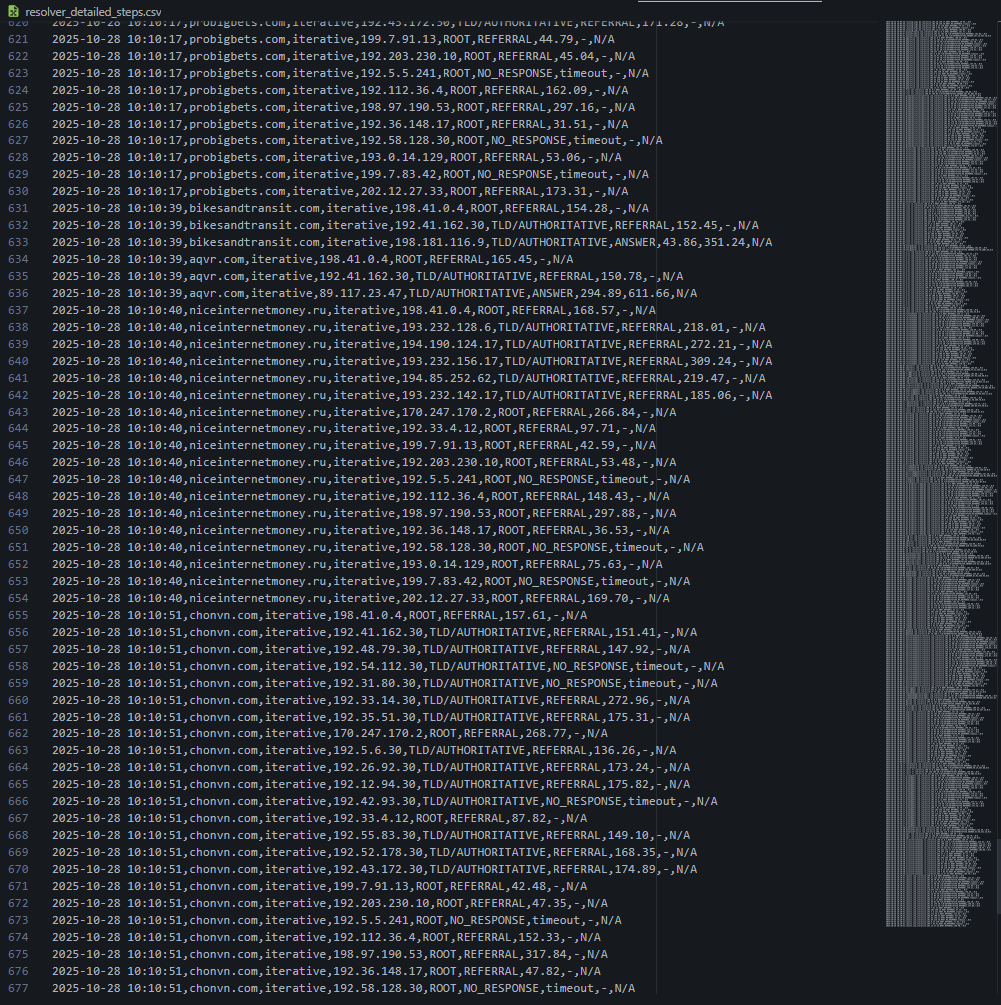 resolver_detailed_steps.csv
620 2025-10-28 10:10:17,probigbets.com,iterative,192.43.172.30,TLD/AUTHORITATIVE,REFERRAL,171.28,-,N/A
621 2025-10-28 10:10:17,probigbets.com,iterative,199.7.91.13,ROOT,REFERRAL,44.79,-,N/A
622 2025-10-28 10:10:17,probigbets.com,iterative,192.203.230.10,ROOT,REFERRAL,45.04,-,N/A
623 2025-10-28 10:10:17,probigbets.com,iterative,192.5.5.241,ROOT,NO_RESPONSE,timeout,-,N/A
624 2025-10-28 10:10:17,probigbets.com,iterative,192.112.36.4,ROOT,REFERRAL,162.09,-,N/A
625 2025-10-28 10:10:17,probigbets.com,iterative,198.97.190.53,ROOT,REFERRAL,297.16,-,N/A
626 2025-10-28 10:10:17,probigbets.com,iterative,192.36.148.17,ROOT,REFERRAL,31.51,-,N/A
627 2025-10-28 10:10:17,probigbets.com,iterative,192.58.128.30,ROOT,NO_RESPONSE,timeout,-,N/A
628 2025-10-28 10:10:17,probigbets.com,iterative,193.0.14.129,ROOT,REFERRAL,53.06,-,N/A
629 2025-10-28 10:10:17,probigbets.com,iterative,199.7.83.42,ROOT,NO_RESPONSE,timeout,-,N/A
630 2025-10-28 10:10:17,probigbets.com,iterative,202.12.27.33,ROOT,REFERRAL,173.31,-,N/A
631 2025-10-28 10:10:39,bikesandtransit.com,iterative,198.41.0.4,ROOT,REFERRAL,154.28,-,N/A
632 2025-10-28 10:10:39,bikesandtransit.com,iterative,192.41.162.30,TLD/AUTHORITATIVE,REFERRAL,152.45,-,N/A
633 2025-10-28 10:10:39,bikesandtransit.com,iterative,198.181.116.9,TLD/AUTHORITATIVE,ANSWER,43.86,351.24,N/A
634 2025-10-28 10:10:39,aqvr.com,iterative,198.41.0.4,ROOT,REFERRAL,165.45,-,N/A
635 2025-10-28 10:10:39,aqvr.com,iterative,192.41.162.30,TLD/AUTHORITATIVE,REFERRAL,150.78,-,N/A
636 2025-10-28 10:10:39,aqvr.com,iterative,89.117.23.47,TLD/AUTHORITATIVE,ANSWER,294.89,611.66,N/A
637 2025-10-28 10:10:40,niceinternetmoney.ru,iterative,198.41.0.4,ROOT,REFERRAL,168.57,-,N/A
638 2025-10-28 10:10:40,niceinternetmoney.ru,iterative,193.232.128.6,TLD/AUTHORITATIVE,REFERRAL,218.01,-,N/A
639 2025-10-28 10:10:40,niceinternetmoney.ru,iterative,194.190.124.17,TLD/AUTHORITATIVE,REFERRAL,272.21,-,N/A
640 2025-10-28 10:10:40,niceinternetmoney.ru,iterative,193.232.156.17,TLD/AUTHORITATIVE,REFERRAL,309.24,-,N/A
641 2025-10-28 10:10:40,niceinternetmoney.ru,iterative,194.85.252.62,TLD/AUTHORITATIVE,REFERRAL,219.47,-,N/A
642 2025-10-28 10:10:40,niceinternetmoney.ru,iterative,193.232.142.17,TLD/AUTHORITATIVE,REFERRAL,185.06,-,N/A
643 2025-10-28 10:10:40,niceinternetmoney.ru,iterative,170.247.170.2,ROOT,REFERRAL,266.84,-,N/A
644 2025-10-28 10:10:40,niceinternetmoney.ru,iterative,192.33.4.12,ROOT,REFERRAL,97.71,-,N/A
645 2025-10-28 10:10:40,niceinternetmoney.ru,iterative,199.7.91.13,ROOT,REFERRAL,42.59,-,N/A
646 2025-10-28 10:10:40,niceinternetmoney.ru,iterative,192.203.230.10,ROOT,REFERRAL,53.48,-,N/A
647 2025-10-28 10:10:40,niceinternetmoney.ru,iterative,192.5.5.241,ROOT,NO_RESPONSE,timeout,-,N/A
648 2025-10-28 10:10:40,niceinternetmoney.ru,iterative,192.112.36.4,ROOT,REFERRAL,148.43,-,N/A
649 2025-10-28 10:10:40,niceinternetmoney.ru,iterative,198.97.190.53,ROOT,REFERRAL,297.88,-,N/A
650 2025-10-28 10:10:40,niceinternetmoney.ru,iterative,192.36.148.17,ROOT,REFERRAL,36.53,-,N/A
651 2025-10-28 10:10:40,niceinternetmoney.ru,iterative,192.58.128.30,ROOT,NO_RESPONSE,timeout,-,N/A
652 2025-10-28 10:10:40,niceinternetmoney.ru,iterative,193.0.14.129,ROOT,REFERRAL,75.63,-,N/A
653 2025-10-28 10:10:40,niceinternetmoney.ru,iterative,199.7.83.42,ROOT,NO_RESPONSE,timeout,-,N/A
654 2025-10-28 10:10:40,niceinternetmoney.ru,iterative,202.12.27.33,ROOT,REFERRAL,169.70,-,N/A
655 2025-10-28 10:10:51,chonvn.com,iterative,198.41.0.4,ROOT,REFERRAL,157.61,-,N/A
656 2025-10-28 10:10:51,chonvn.com,iterative,192.41.162.30,TLD/AUTHORITATIVE,REFERRAL,151.41,-,N/A
657 2025-10-28 10:10:51,chonvn.com,iterative,192.48.79.30,TLD/AUTHORITATIVE,REFERRAL,147.92,-,N/A
658 2025-10-28 10:10:51,chonvn.com,iterative,192.54.112.30,TLD/AUTHORITATIVE,NO_RESPONSE,timeout,-,N/A
659 2025-10-28 10:10:51,chonvn.com,iterative,192.31.80.30,TLD/AUTHORITATIVE,NO_RESPONSE,timeout,-,N/A
660 2025-10-28 10:10:51,chonvn.com,iterative,192.33.14.30,TLD/AUTHORITATIVE,REFERRAL,272.96,-,N/A
661 2025-10-28 10:10:51,chonvn.com,iterative,192.35.51.30,TLD/AUTHORITATIVE,REFERRAL,175.31,-,N/A
662 2025-10-28 10:10:51,chonvn.com,iterative,170.247.170.2,ROOT,REFERRAL,268.77,-,N/A
663 2025-10-28 10:10:51,chonvn.com,iterative,192.5.6.30,TLD/AUTHORITATIVE,REFERRAL,136.26,-,N/A
664 2025-10-28 10:10:51,chonvn.com,iterative,192.26.92.30,TLD/AUTHORITATIVE,REFERRAL,173.24,-,N/A
665 2025-10-28 10:10:51,chonvn.com,iterative,192.12.94.30,TLD/AUTHORITATIVE,REFERRAL,175.82,-,N/A
666 2025-10-28 10:10:51,chonvn.com,iterative,192.42.93.30,TLD/AUTHORITATIVE,NO_RESPONSE,timeout,-,N/A
667 2025-10-28 10:10:51,chonvn.com,iterative,192.33.4.12,ROOT,REFERRAL,87.82,-,N/A
668 2025-10-28 10:10:51,chonvn.com,iterative,192.55.83.30,TLD/AUTHORITATIVE,REFERRAL,149.10,-,N/A
669 2025-10-28 10:10:51,chonvn.com,iterative,192.52.178.30,TLD/AUTHORITATIVE,REFERRAL,168.35,-,N/A
670 2025-10-28 10:10:51,chonvn.com,iterative,192.43.172.30,TLD/AUTHORITATIVE,REFERRAL,174.89,-,N/A
671 2025-10-28 10:10:51,chonvn.com,iterative,199.7.91.13,ROOT,REFERRAL,42.48,-,N/A
672 2025-10-28 10:10:51,chonvn.com,iterative,192.203.230.10,ROOT,REFERRAL,47.35,-,N/A
673 2025-10-28 10:10:51,chonvn.com,iterative,192.5.5.241,ROOT,NO_RESPONSE,timeout,-,N/A
674 2025-10-28 10:10:51,chonvn.com,iterative,192.112.36.4,ROOT,REFERRAL,152.33,-,N/A
675 2025-10-28 10:10:51,chonvn.com,iterative,198.97.190.53,ROOT,REFERRAL,317.84,-,N/A
676 2025-10-28 10:10:51,chonvn.com,iterative,192.36.148.17,ROOT,REFERRAL,47.82,-,N/A
677 2025-10-28 10:10:51,chonvn.com,iterative,192.58.128.30,ROOT,NO_RESPONSE,timeout,-,N/A